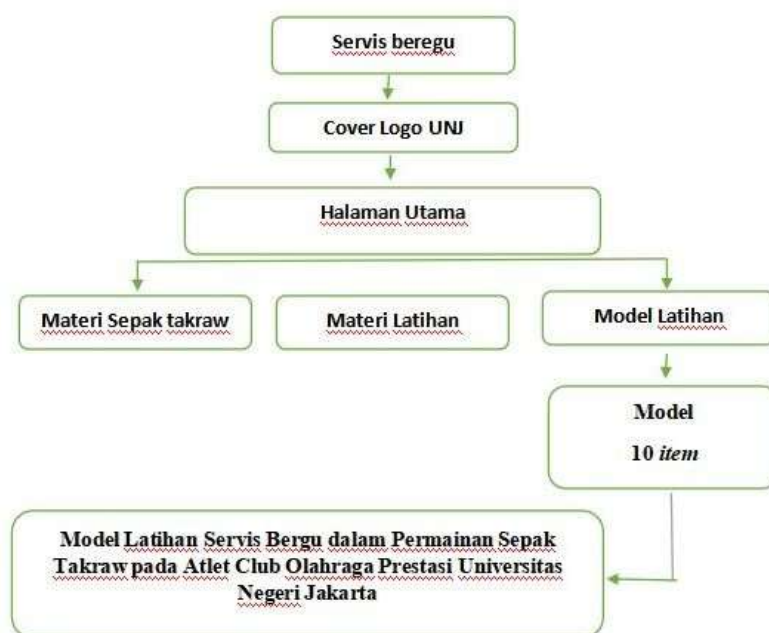 Servis beregu
Cover Logo UNJ
Halaman Utama
Materi Sepak takraw
Materi Latihan
Model Latihan
Model
10 item
Model Latihan Servis Bergu dalam Permainan Sepak
Takraw pada Atlet Club Olahraga Prestasi Universitas
Negeri Jakarta